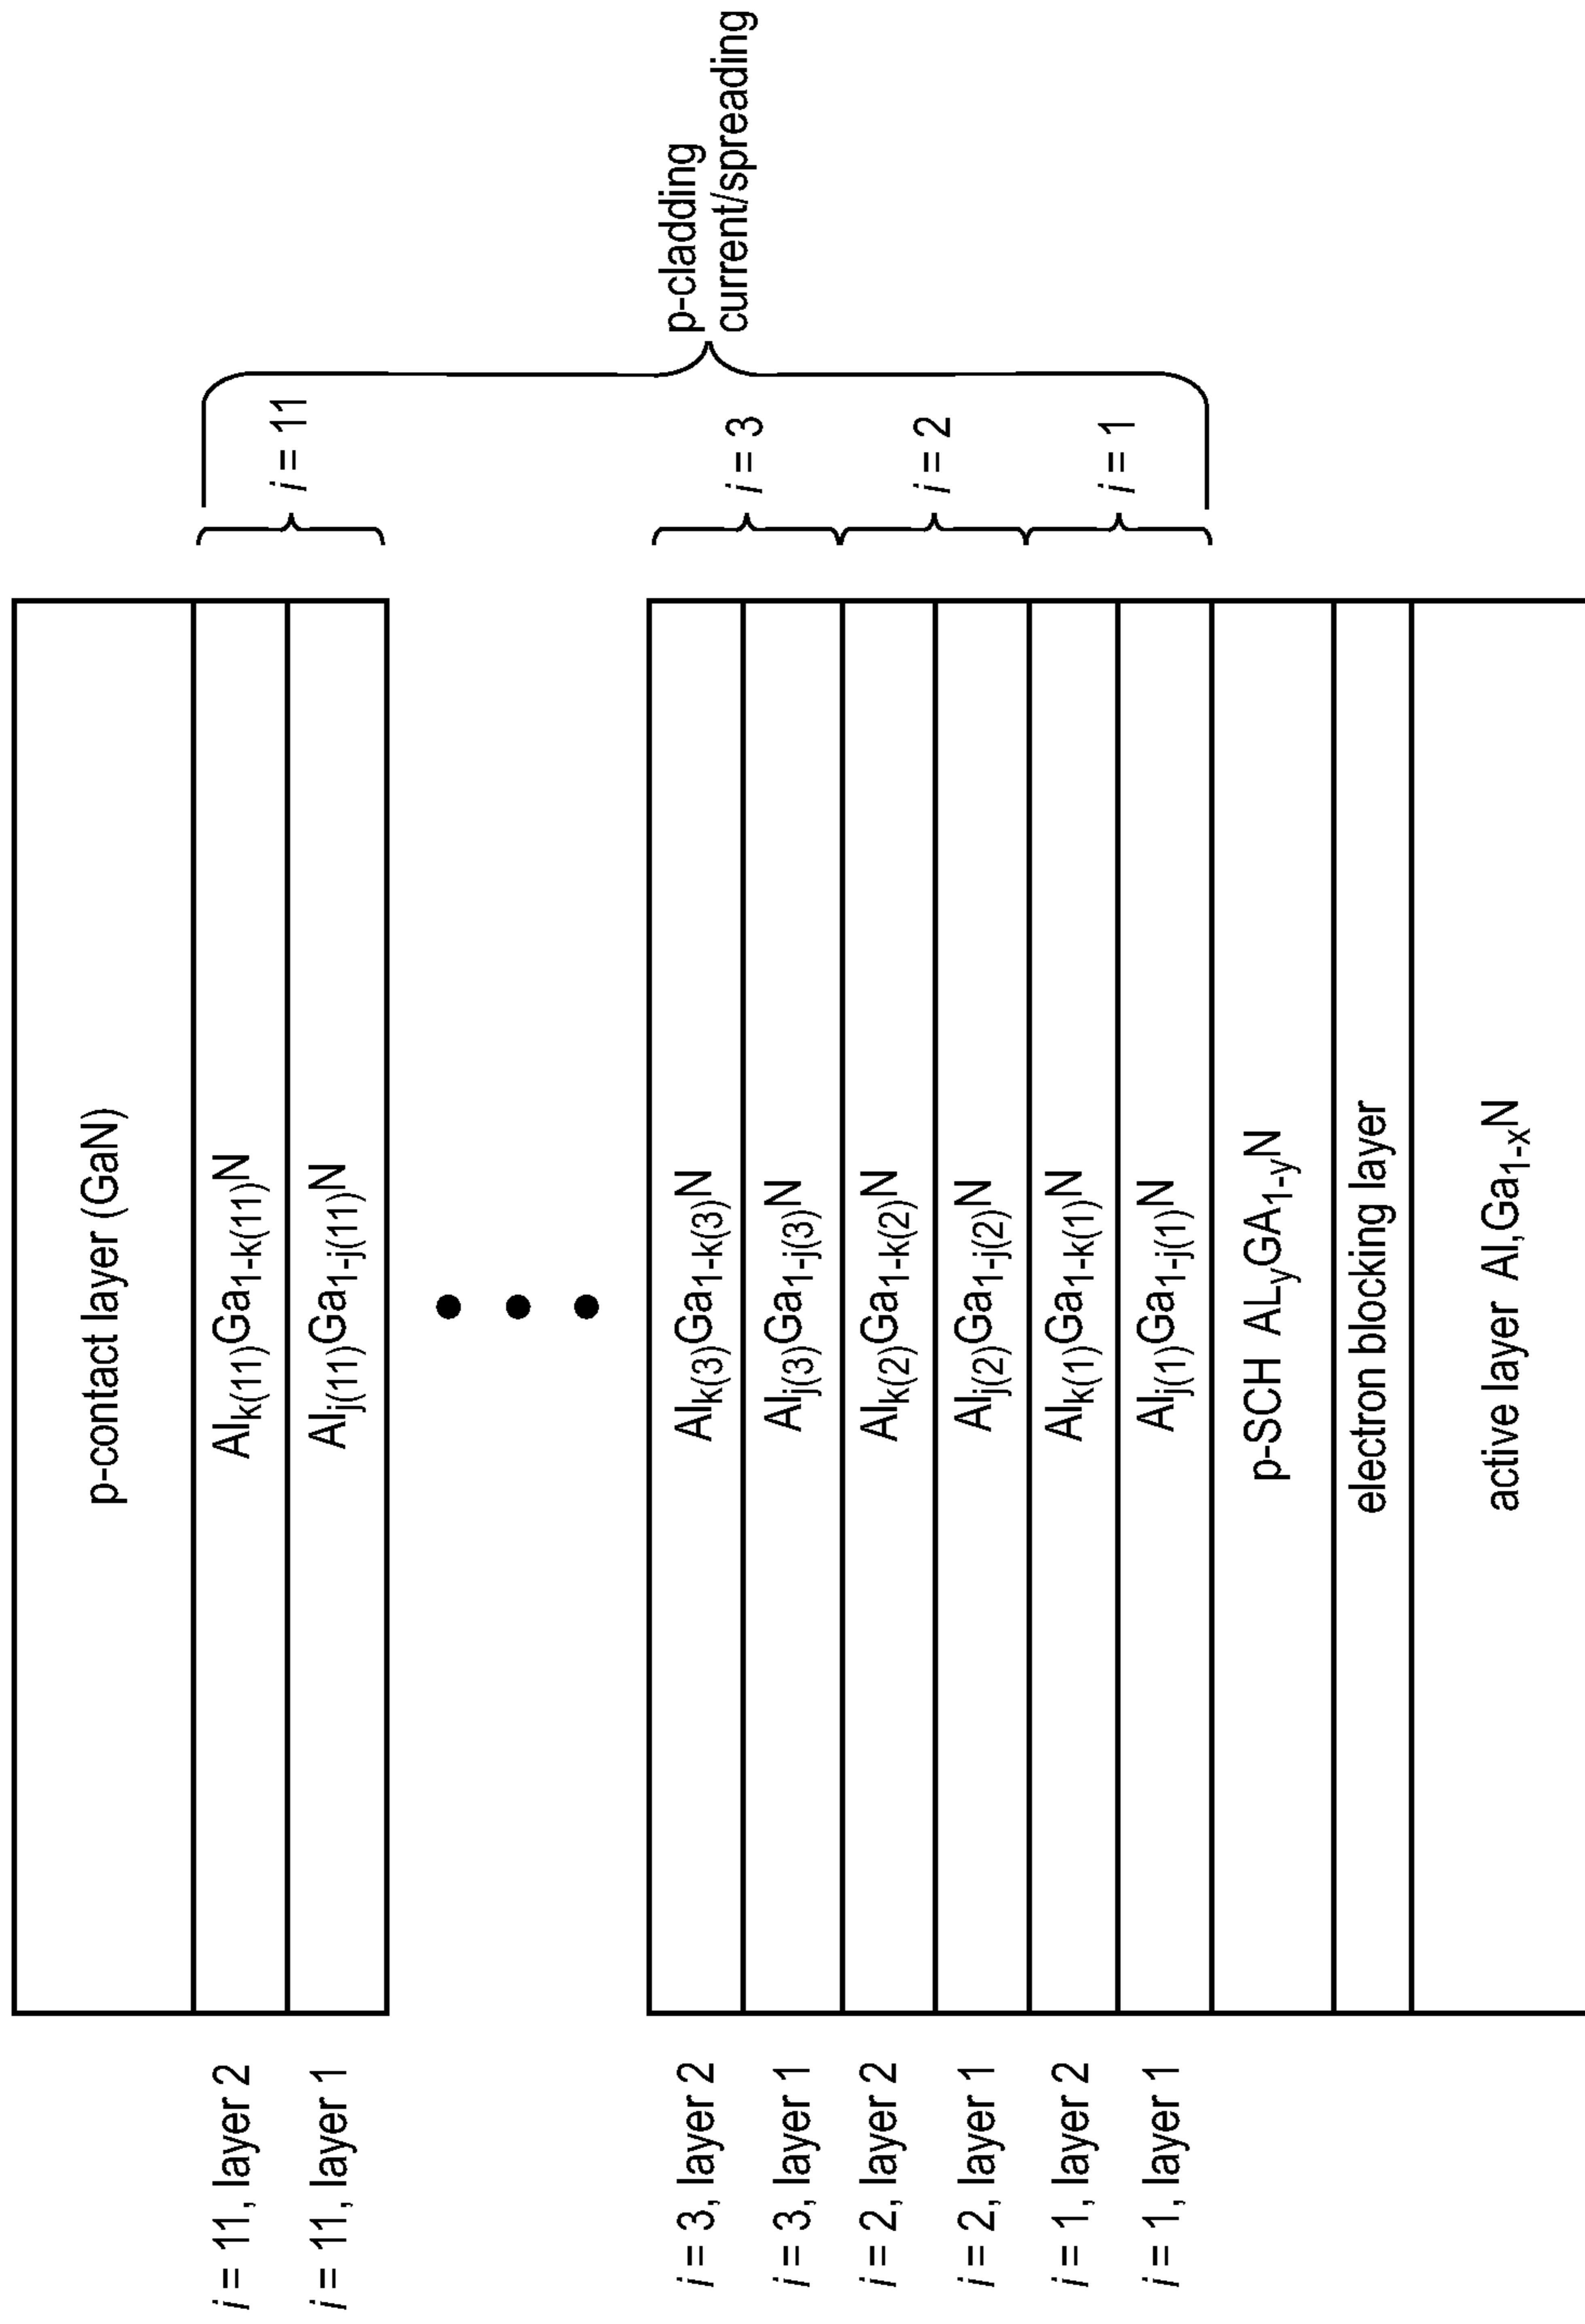 p-contact layer (GaN)
i = 11, layer 2
Alk(11)Ga1-k(11)N
i = 11
i = 11, layer 1
Alj(11)Ga1-j(11)N
p-cladding
current/spreading
i = 3, layer 2
Alk(3)Ga1-k(3)N
i = 3
i = 3, layer 1
Alj(3)Ga1-j(3)N
i = 2, layer 2
Alk(2)Ga1-k(2)N
i = 2
i = 2, layer 1
Alj(2)Ga1-j(2)N
i = 1, layer 2
Alk(1)Ga1-k(1)N
i = 1
i = 1, layer 1
Alj(1)Ga1-j(1)N
p-SCH ALyGA1-yN
electron blocking layer
active layer Al,Ga1-xN